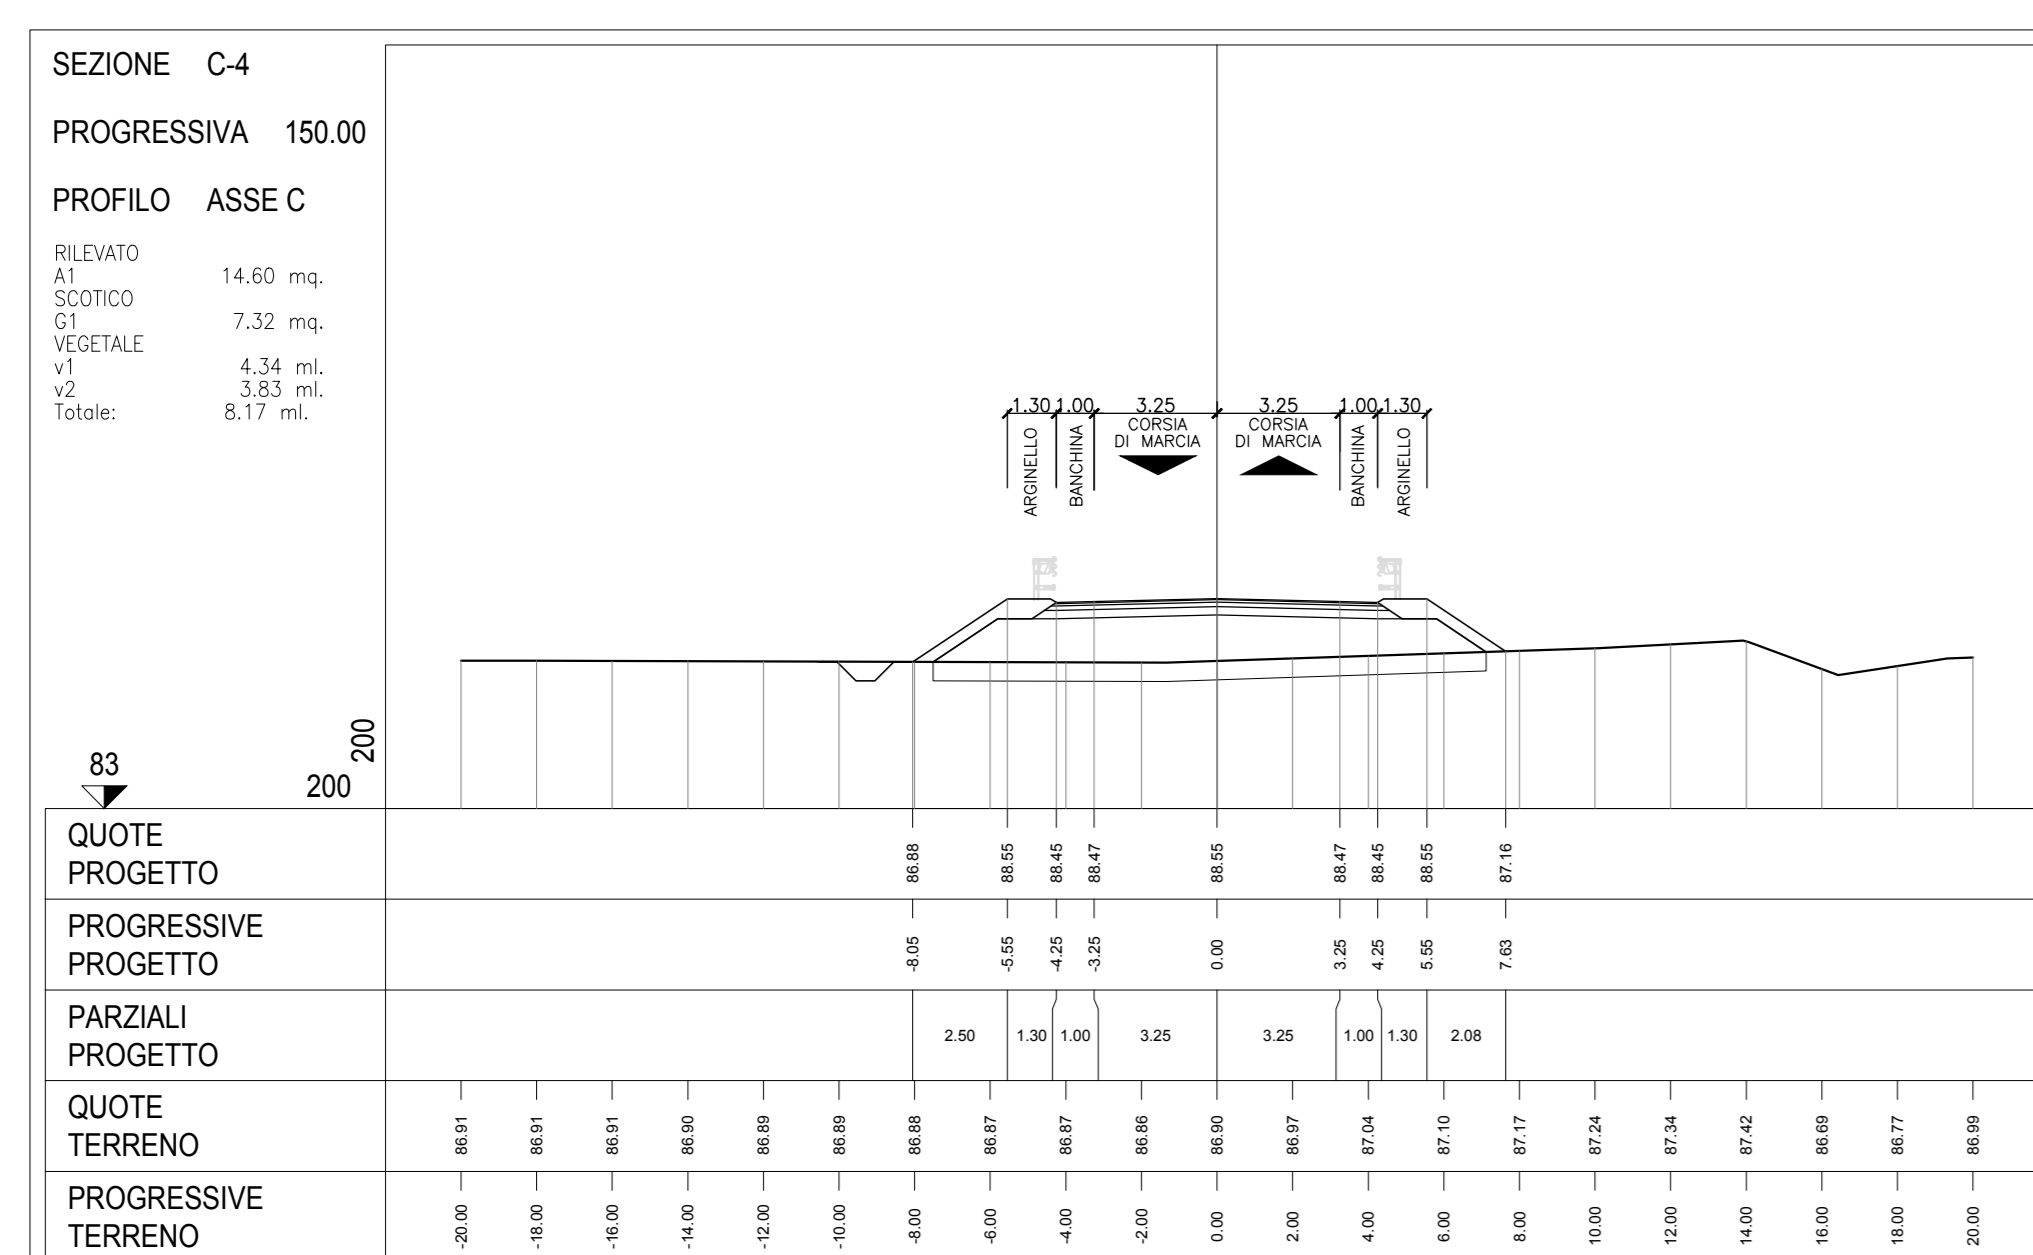 SEZIONE C-4
PROGRESSIVA 150.00
PROFILO ASSE C
RILEVATO
A1 14.60 mq.
SCOTICO
G1 7.32 mq.
VEGETALE
v1 4.34 ml.
v2 3.83 ml.
Totale: 8.17 ml.
1.30 1.00 3.25 3.25 1.00 1.30
ARGINELLO
BANCHINA
CORSIA
DI MARCIA
CORSIA
DI MARCIA
BANCHINA
ARGINELLO
83
200
200
QUOTE
PROGETTO
86.88 88.55 88.45 88.47 88.55 88.47 88.45 88.55 87.16
PROGRESSIVE
PROGETTO
-8.05 -5.55 -4.25 -3.25 0.00 3.25 4.25 5.55 7.63
PARZIALI
PROGETTO
2.50 1.30 1.00 3.25 3.25 1.00 1.30 2.08
QUOTE
TERRENO
86.91 86.91 86.91 86.90 86.89 86.89 86.88 86.87 86.87 86.86 86.90 86.97 87.04 87.10 87.17 87.24 87.34 87.42 86.69 86.77 86.99
PROGRESSIVE
TERRENO
-20.00 -18.00 -16.00 -14.00 -12.00 -10.00 -8.00 -6.00 -4.00 -2.00 0.00 2.00 4.00 6.00 8.00 10.00 12.00 14.00 16.00 18.00 20.00